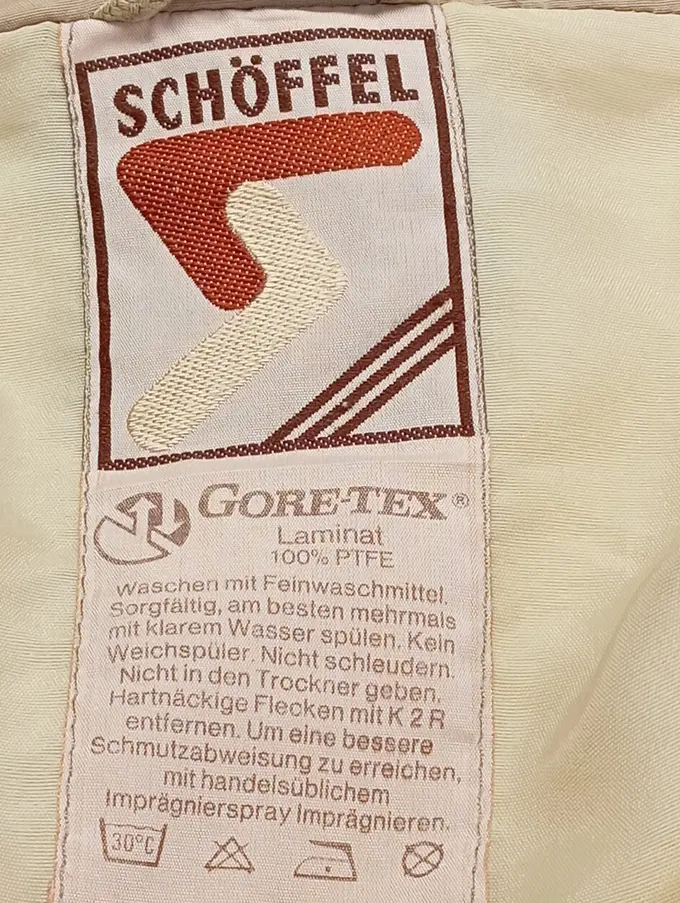 SCHÖFFEL
GORE-TEX®
Laminat
100% PTFE
Waschen mit Feinwaschmittel.
Sorgfältig, am besten mehrmals
mit klarem Wasser spülen. Kein
Weichspüler. Nicht schleudern.
Nicht in den Trockner geben.
Hartnäckige Flecken mit K 2 R
entfernen. Um eine bessere
Schmutzabweisung zu erreichen,
mit handelsüblichem
Imprägnierspray Imprägnieren.
30°C